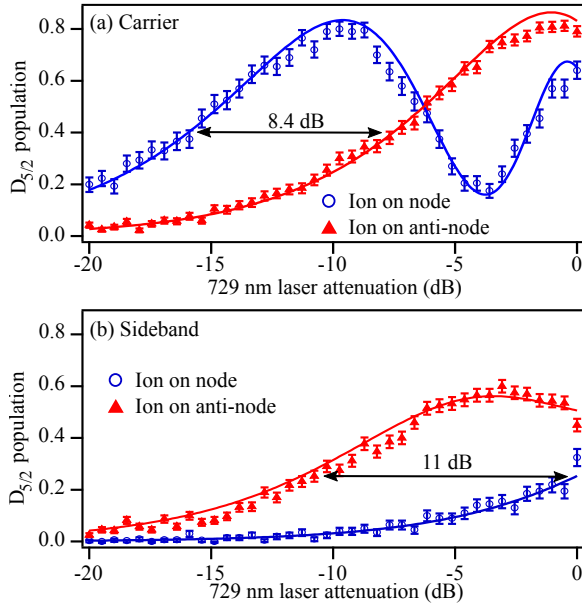 (a) Carrier
0.8
0.6
0.4
0.2
0.0
D5/2 population
8.4 dB
Ion on node
Ion on anti-node
-20 -15 -10 -5 0
729 nm laser attenuation (dB)
(b) Sideband
0.8
0.6
0.4
0.2
0.0
D5/2 population
Ion on node
Ion on anti-node
11 dB
-20 -15 -10 -5 0
729 nm laser attenuation (dB)